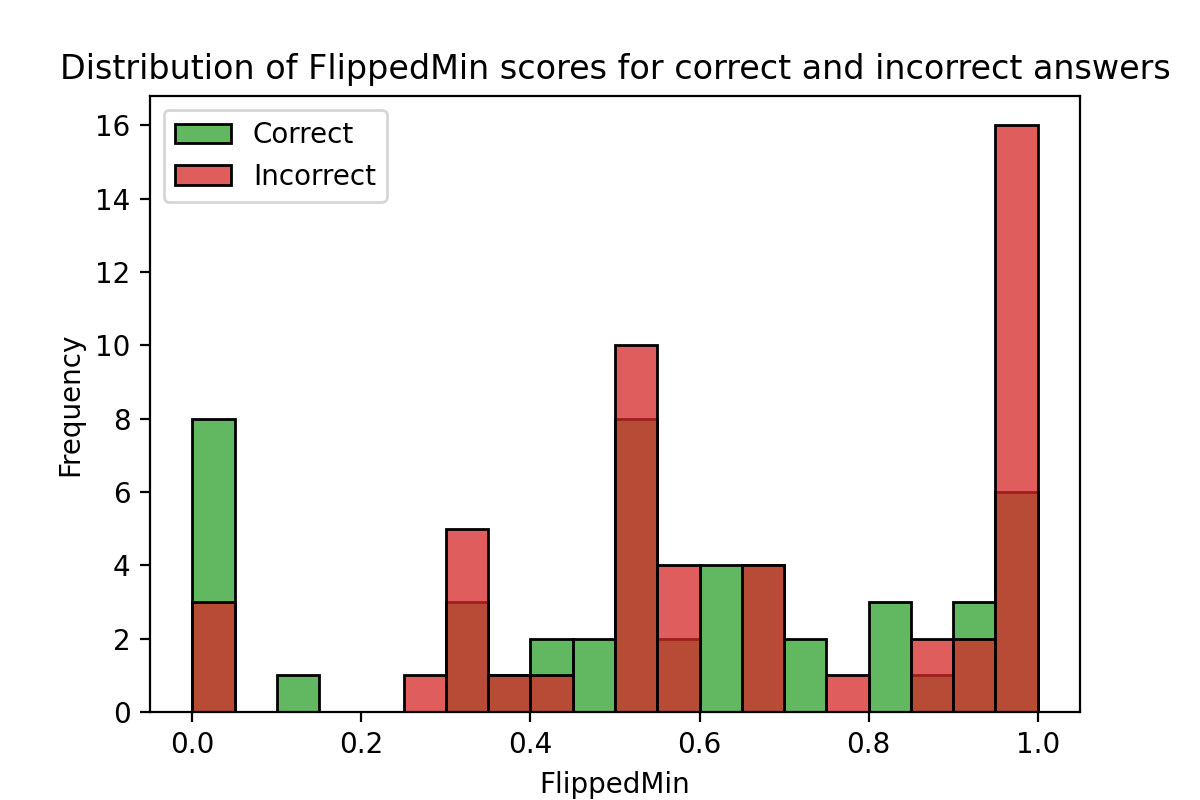 Distribution of FlippedMin scores for correct and incorrect answers
Correct
Incorrect
16
14
12
10
8
6
4
2
0
Frequency
0.0 0.2 0.4 0.6 0.8 1.0
FlippedMin